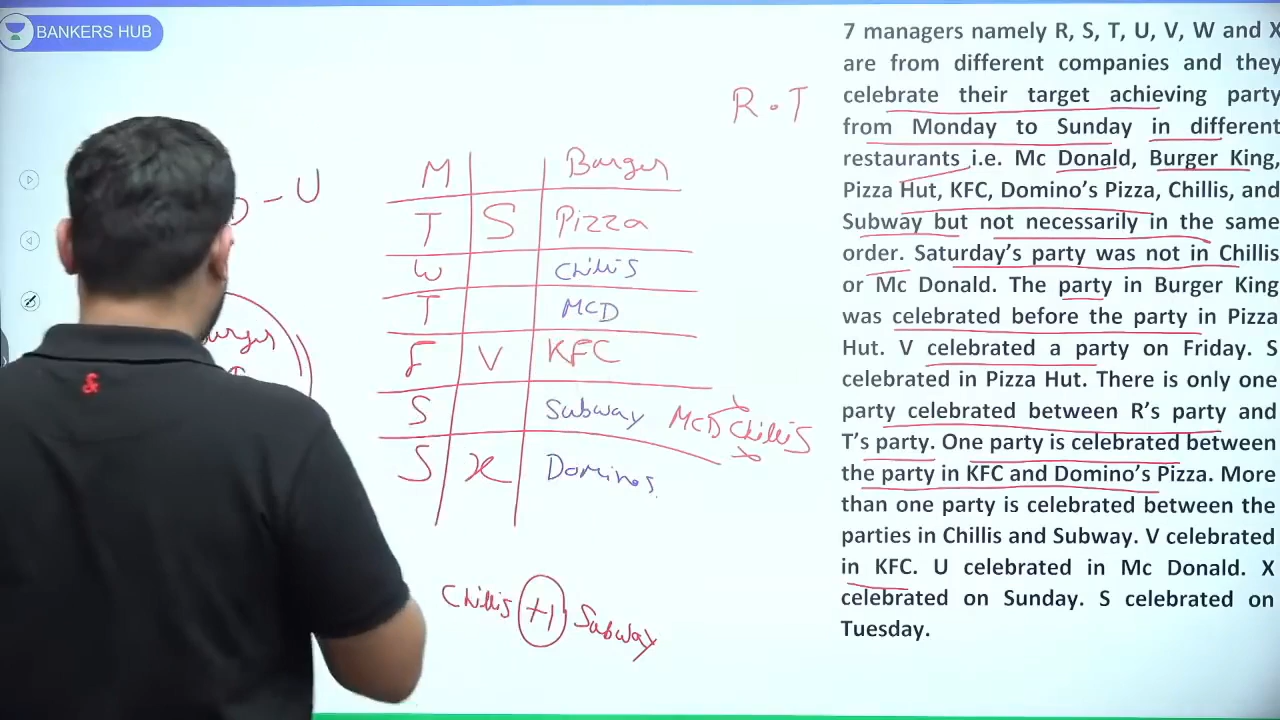 BANKERS HUB
7 managers namely R, S, T, U, V, W and X
are from different companies and they
celebrate their target achieving party
from Monday to Sunday in different
restaurants i.e. Mc Donald, Burger King,
Pizza Hut, KFC, Domino's Pizza, Chillis, and
Subway but not necessarily in the same
order. Saturday's party was not in Chillis
or Mc Donald. The party in Burger King
was celebrated before the party in Pizza
Hut. V celebrated a party on Friday. S
celebrated in Pizza Hut. There is only one
party celebrated between R's party and
T's party. One party is celebrated between
the party in KFC and Domino's Pizza. More
than one party is celebrated between the
parties in Chillis and Subway. V celebrated
in KFC. U celebrated in Mc Donald. X
celebrated on Sunday. S celebrated on
Tuesday.
R . T
- U
M Burger
T S Pizza
W Chillis
T McD
F V KFC
S Subway McD Chillis
S X Dominos
Chillis +1 Subway